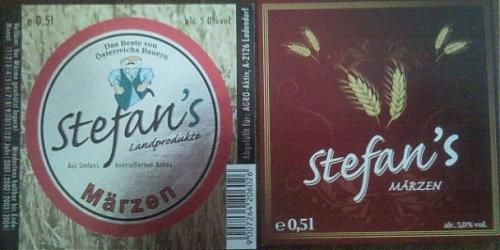 e 0,5l
alc. 5,0% vol
Das Beste von
Österreichs Bauern
Stefan's
Landprodukte
Aus Stefan's kontrolliertem Anbau
Märzen
Abgefüllt für: AGRO-Aktiv, A-2126 Ladendorf
9007264206026
Stefan's
MÄRZEN
e 0,5l
alc. 5,0% vol.